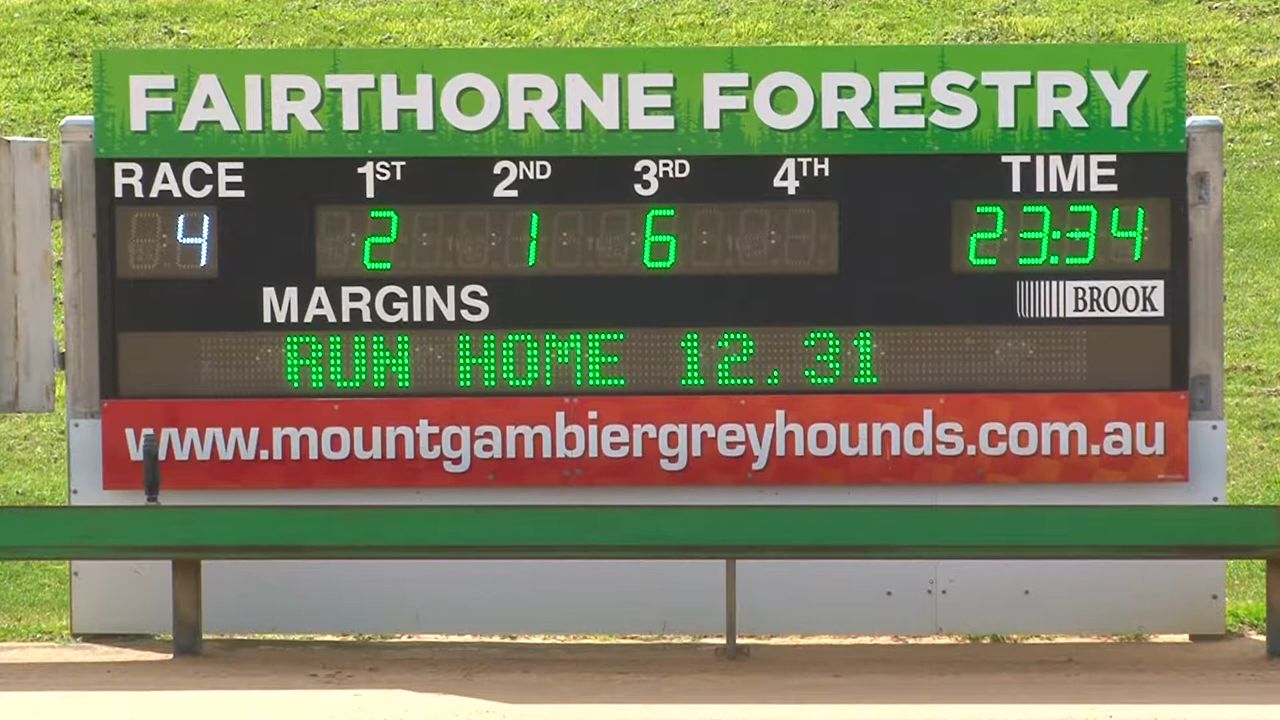 FAIRTHORNE FORESTRY
RACE 1ST 2ND 3RD 4TH TIME
4 2 1 6 23:34
MARGINS BROOK
RUN HOME 12.31
www.mountgambiergreyhounds.com.au